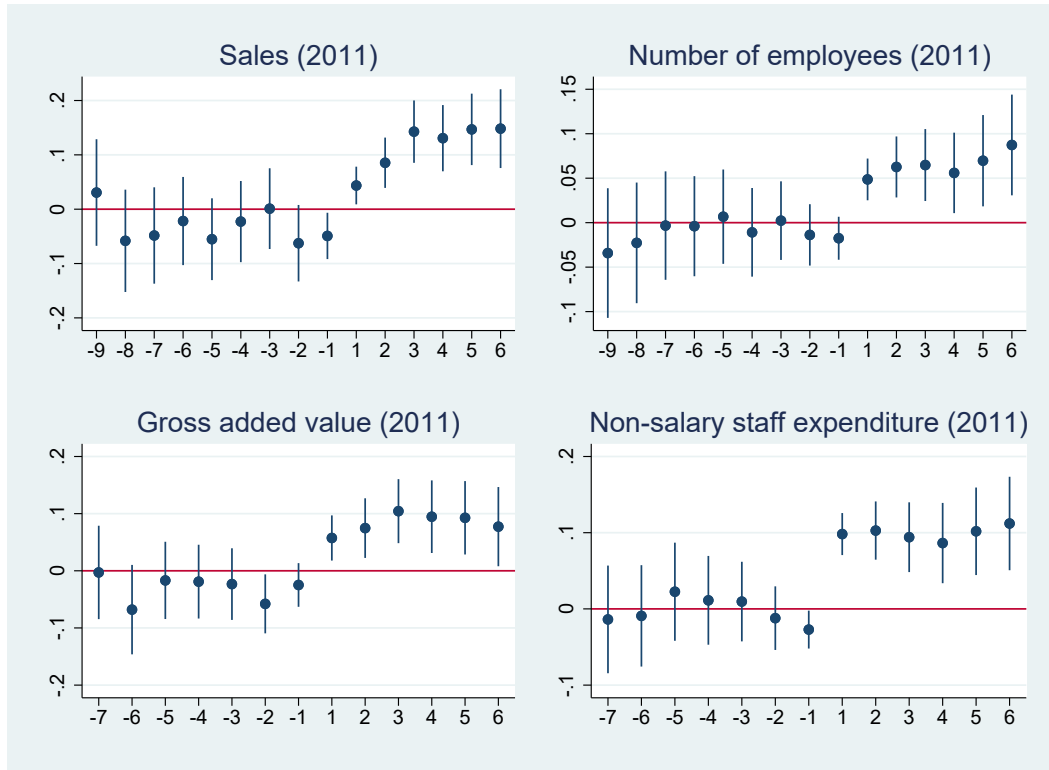 Sales (2011)
.2
.1
0
-.1
-.2
-9 -8 -7 -6 -5 -4 -3 -2 -1 1 2 3 4 5 6
Number of employees (2011)
.15
.1
.05
0
-.05
-.1
-9 -8 -7 -6 -5 -4 -3 -2 -1 1 2 3 4 5 6
Gross added value (2011)
.2
.1
0
-.1
-.2
-7 -6 -5 -4 -3 -2 -1 1 2 3 4 5 6
Non-salary staff expenditure (2011)
.2
.1
0
-.1
-7 -6 -5 -4 -3 -2 -1 1 2 3 4 5 6